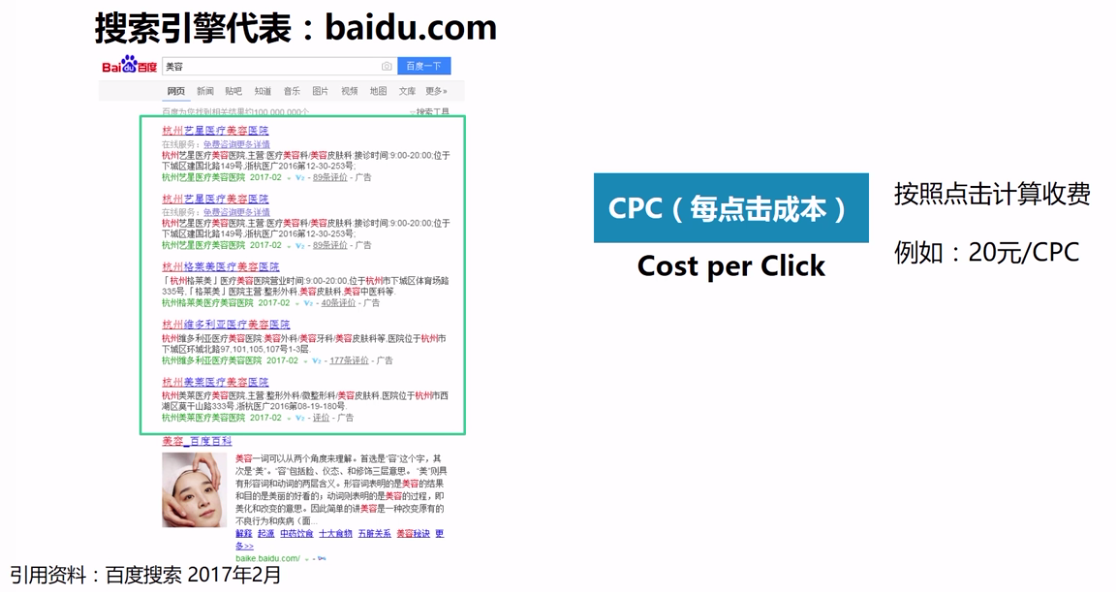 搜索引擎代表：baidu.com
Bai du 百度
美容
百度一下
网页 新闻 贴吧 知道 音乐 图片 视频 地图 文库 更多»
百度为您找到相关结果约100,000,000个
搜索工具
杭州艺星医疗美容医院
在线服务：免费咨询更多详情
杭州艺星医疗美容医院,主营:医疗美容科/美容皮肤科.接诊时间:9:00-20:00;位于
下城区建国北路149号.浙杭医广2016第12-30-253号;
杭州艺星医疗美容医院 2017-02 - V2 - 89条评价 - 广告
杭州艺星医疗美容医院
在线服务：免费咨询更多详情
杭州艺星医疗美容医院,主营:医疗美容科/美容皮肤科.接诊时间:9:00-20:00;位于
下城区建国北路149号.浙杭医广2016第12-30-253号;
杭州艺星医疗美容医院 2017-02 - V2 - 89条评价 - 广告
杭州格莱美医疗美容医院
「杭州格莱美」医疗美容医院营业时间:9:00-20:00,位于杭州市下城区体育场路
335号.「格莱美」医院主营:整形外科,美容皮肤科,美容中医科等.
杭州格莱美医疗美容医院 2017-02 - V3 - 40条评价 - 广告
杭州维多利亚医疗美容医院
杭州维多利亚医疗美容医院:美容外科/美容牙科/美容皮肤科等,医院位于杭州市
下城区环城北路97,101,105,107号1-3层.
杭州维多利亚医疗美容医院 2017-02 - V3 - 177条评价 - 广告
杭州美莱医疗美容医院
杭州美莱医疗美容医院,主营:整形外科/微整形科/美容皮肤科,医院位于杭州市西
湖区莫干山路333号,浙杭医广2016第08-19-180号.
杭州美莱医疗美容医院 2017-02 - V3 - 评价 - 广告
美容_百度百科
美容一词可以从两个角度来理解。首选是“容”这个字，其
次是“美”。“容”包括脸、仪态、和修饰三层意思。“美”则具
有形容词和动词的两层含义。形容词表明的是美容的结果
和目的是美丽的好看的；动词则表明的是美容的过程，即
美化和改变的意思。因此简单的讲美容是一种改变原有的
不良行为和疾病（面...
解释 起源 中药饮食 十大食物 五脏关系 美容秘诀 更
多>>
baike.baidu.com/
CPC（每点击成本）
Cost per Click
按照点击计算收费
例如：20元/CPC
引用资料：百度搜索 2017年2月